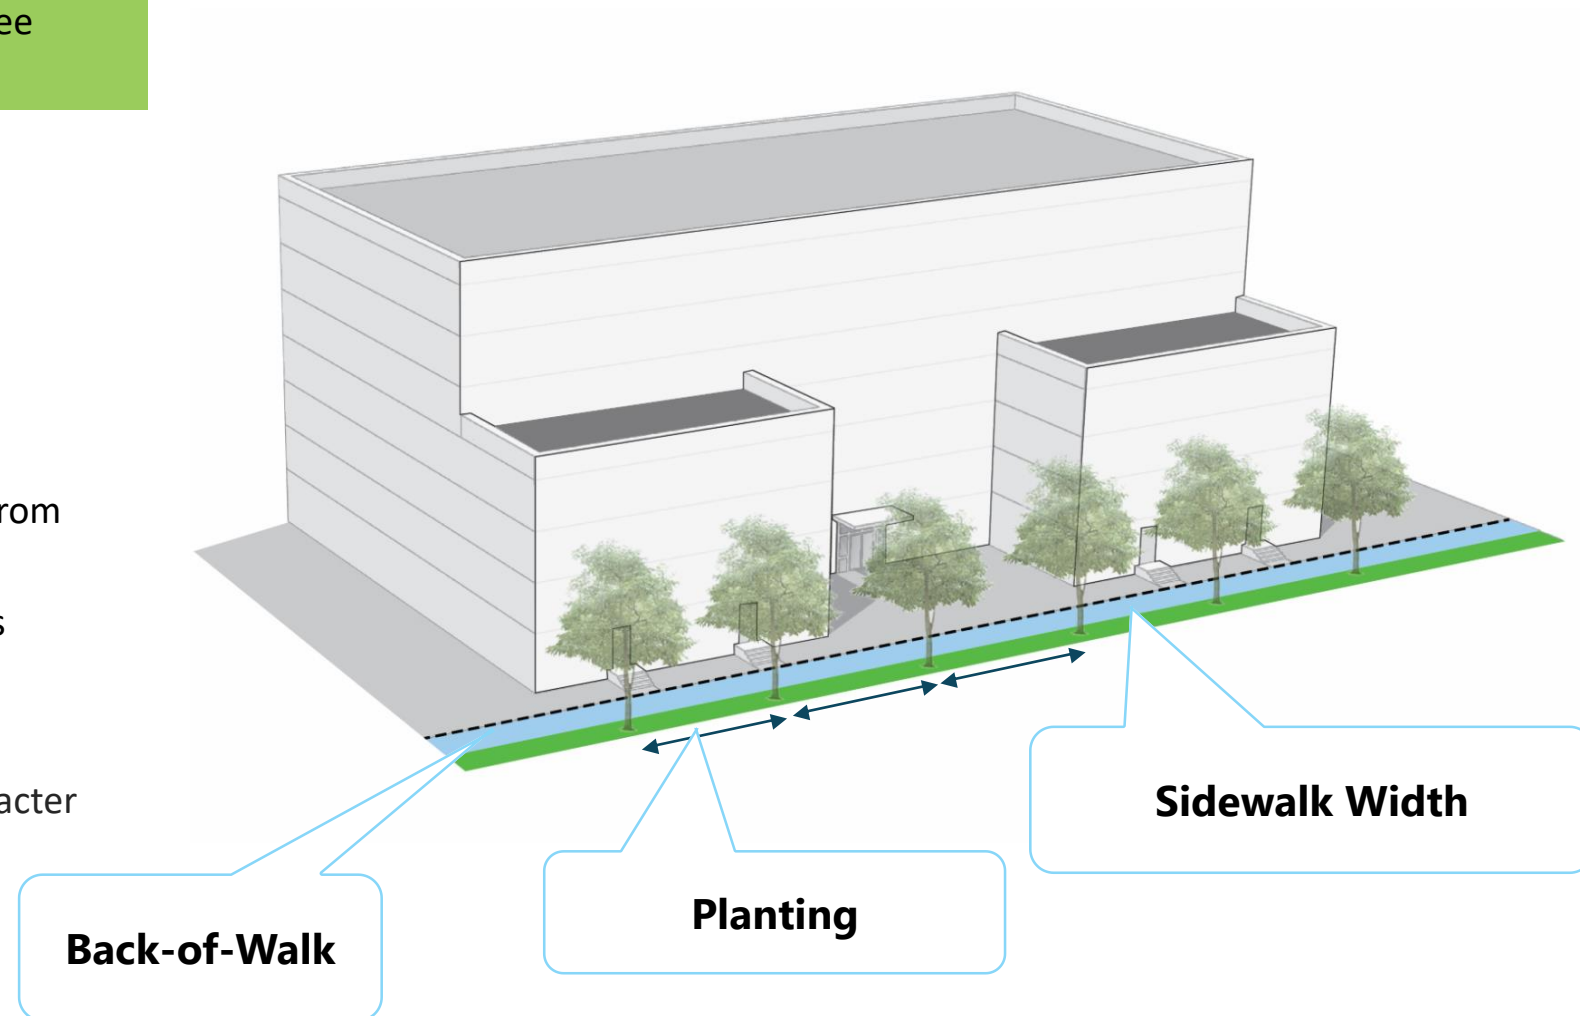 ee
rom
s
acter
Back-of-Walk
Planting
Sidewalk Width